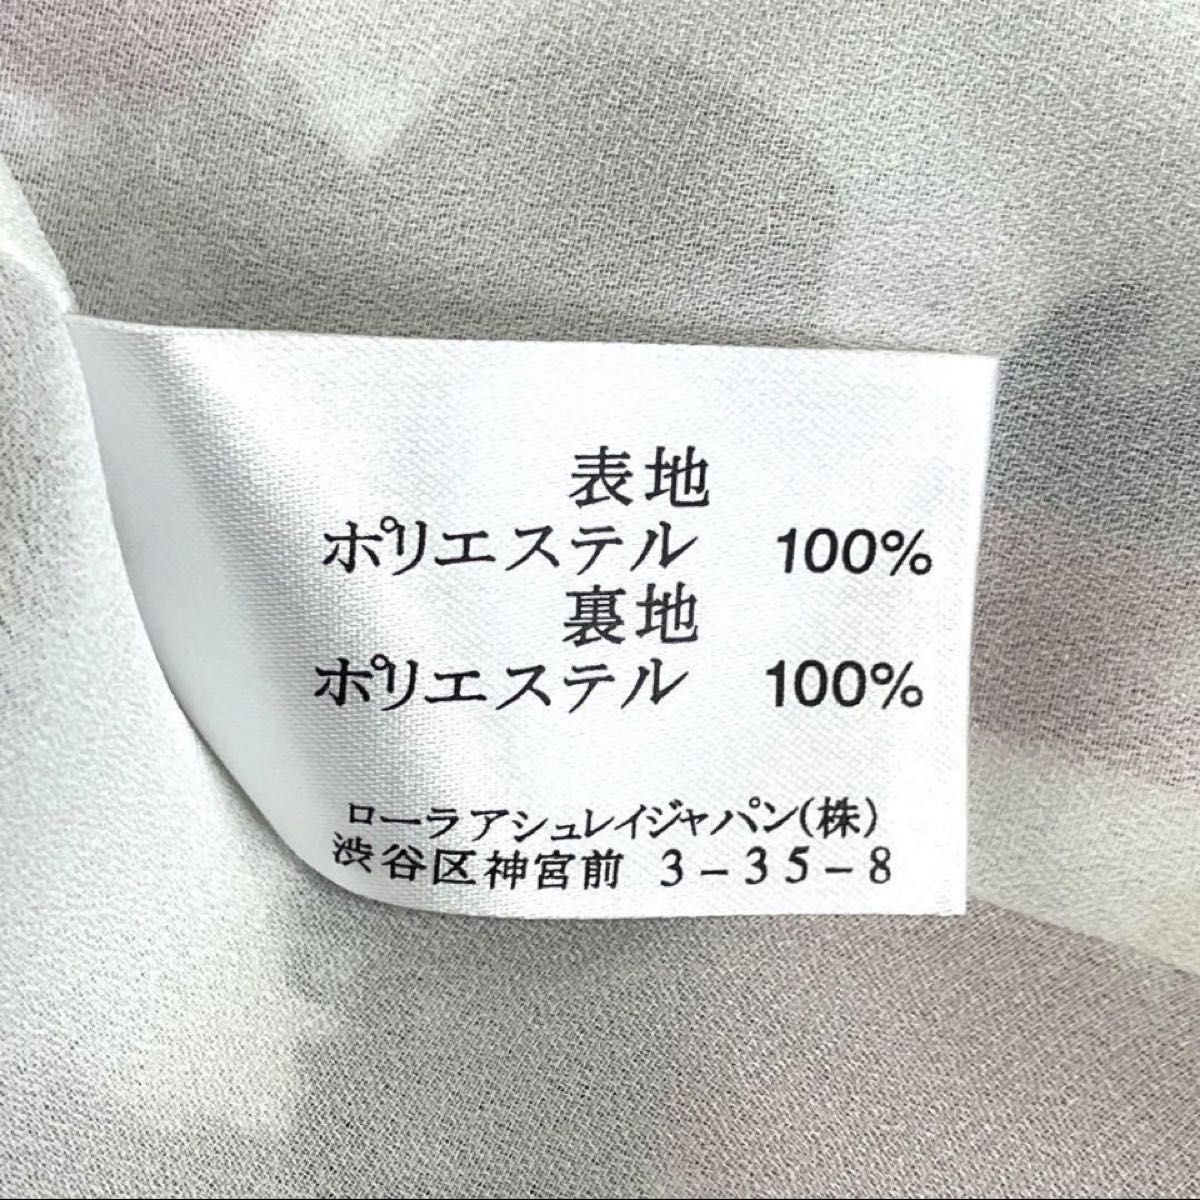 表地
ポリエステル 100%
裏地
ポリエステル 100%
ローラアシュレイジャパン(株)
渋谷区神宮前 3-35-8